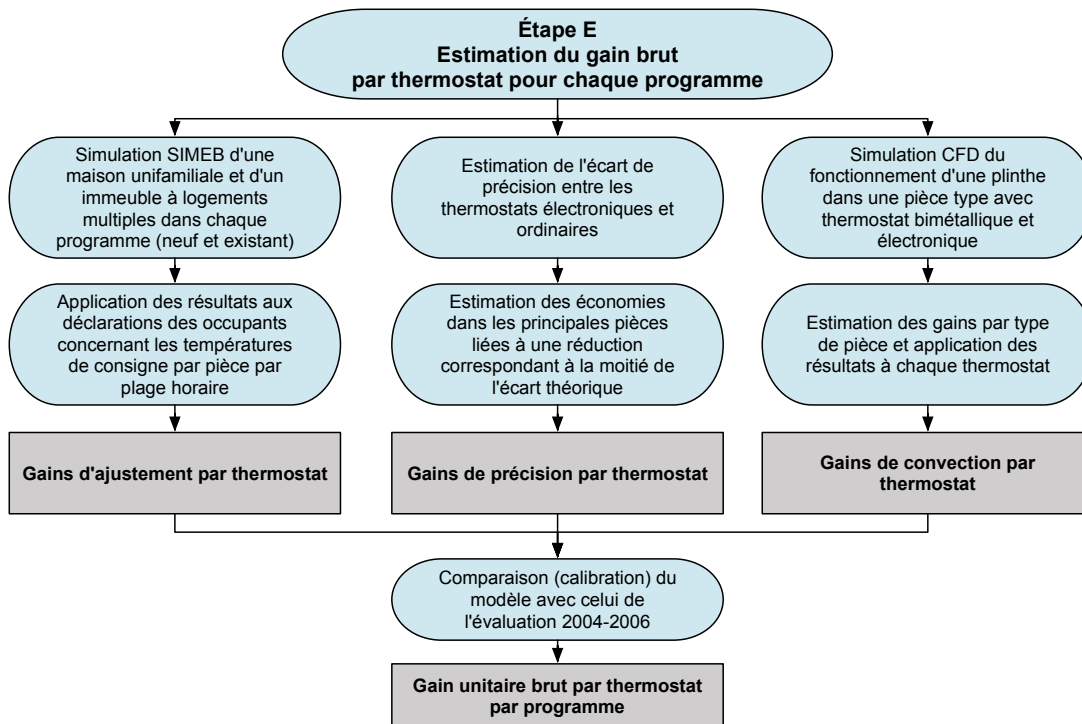 Étape E
Estimation du gain brut
par thermostat pour chaque programme
Simulation SIMEB d'une
maison unifamiliale et d'un
immeuble à logements
multiples dans chaque
programme (neuf et existant)
Estimation de l'écart de
précision entre les
thermostats électroniques et
ordinaires
Simulation CFD du
fonctionnement d'une plinthe
dans une pièce type avec
thermostat bimétallique et
électronique
Application des résultats aux
déclarations des occupants
concernant les températures
de consigne par pièce par
plage horaire
Estimation des économies
dans les principales pièces
liées à une réduction
correspondant à la moitié de
l'écart théorique
Estimation des gains par type
de pièce et application des
résultats à chaque thermostat
Gains d'ajustement par thermostat
Gains de précision par thermostat
Gains de convection par
thermostat
Comparaison (calibration) du
modèle avec celui de
l'évaluation 2004-2006
Gain unitaire brut par thermostat
par programme